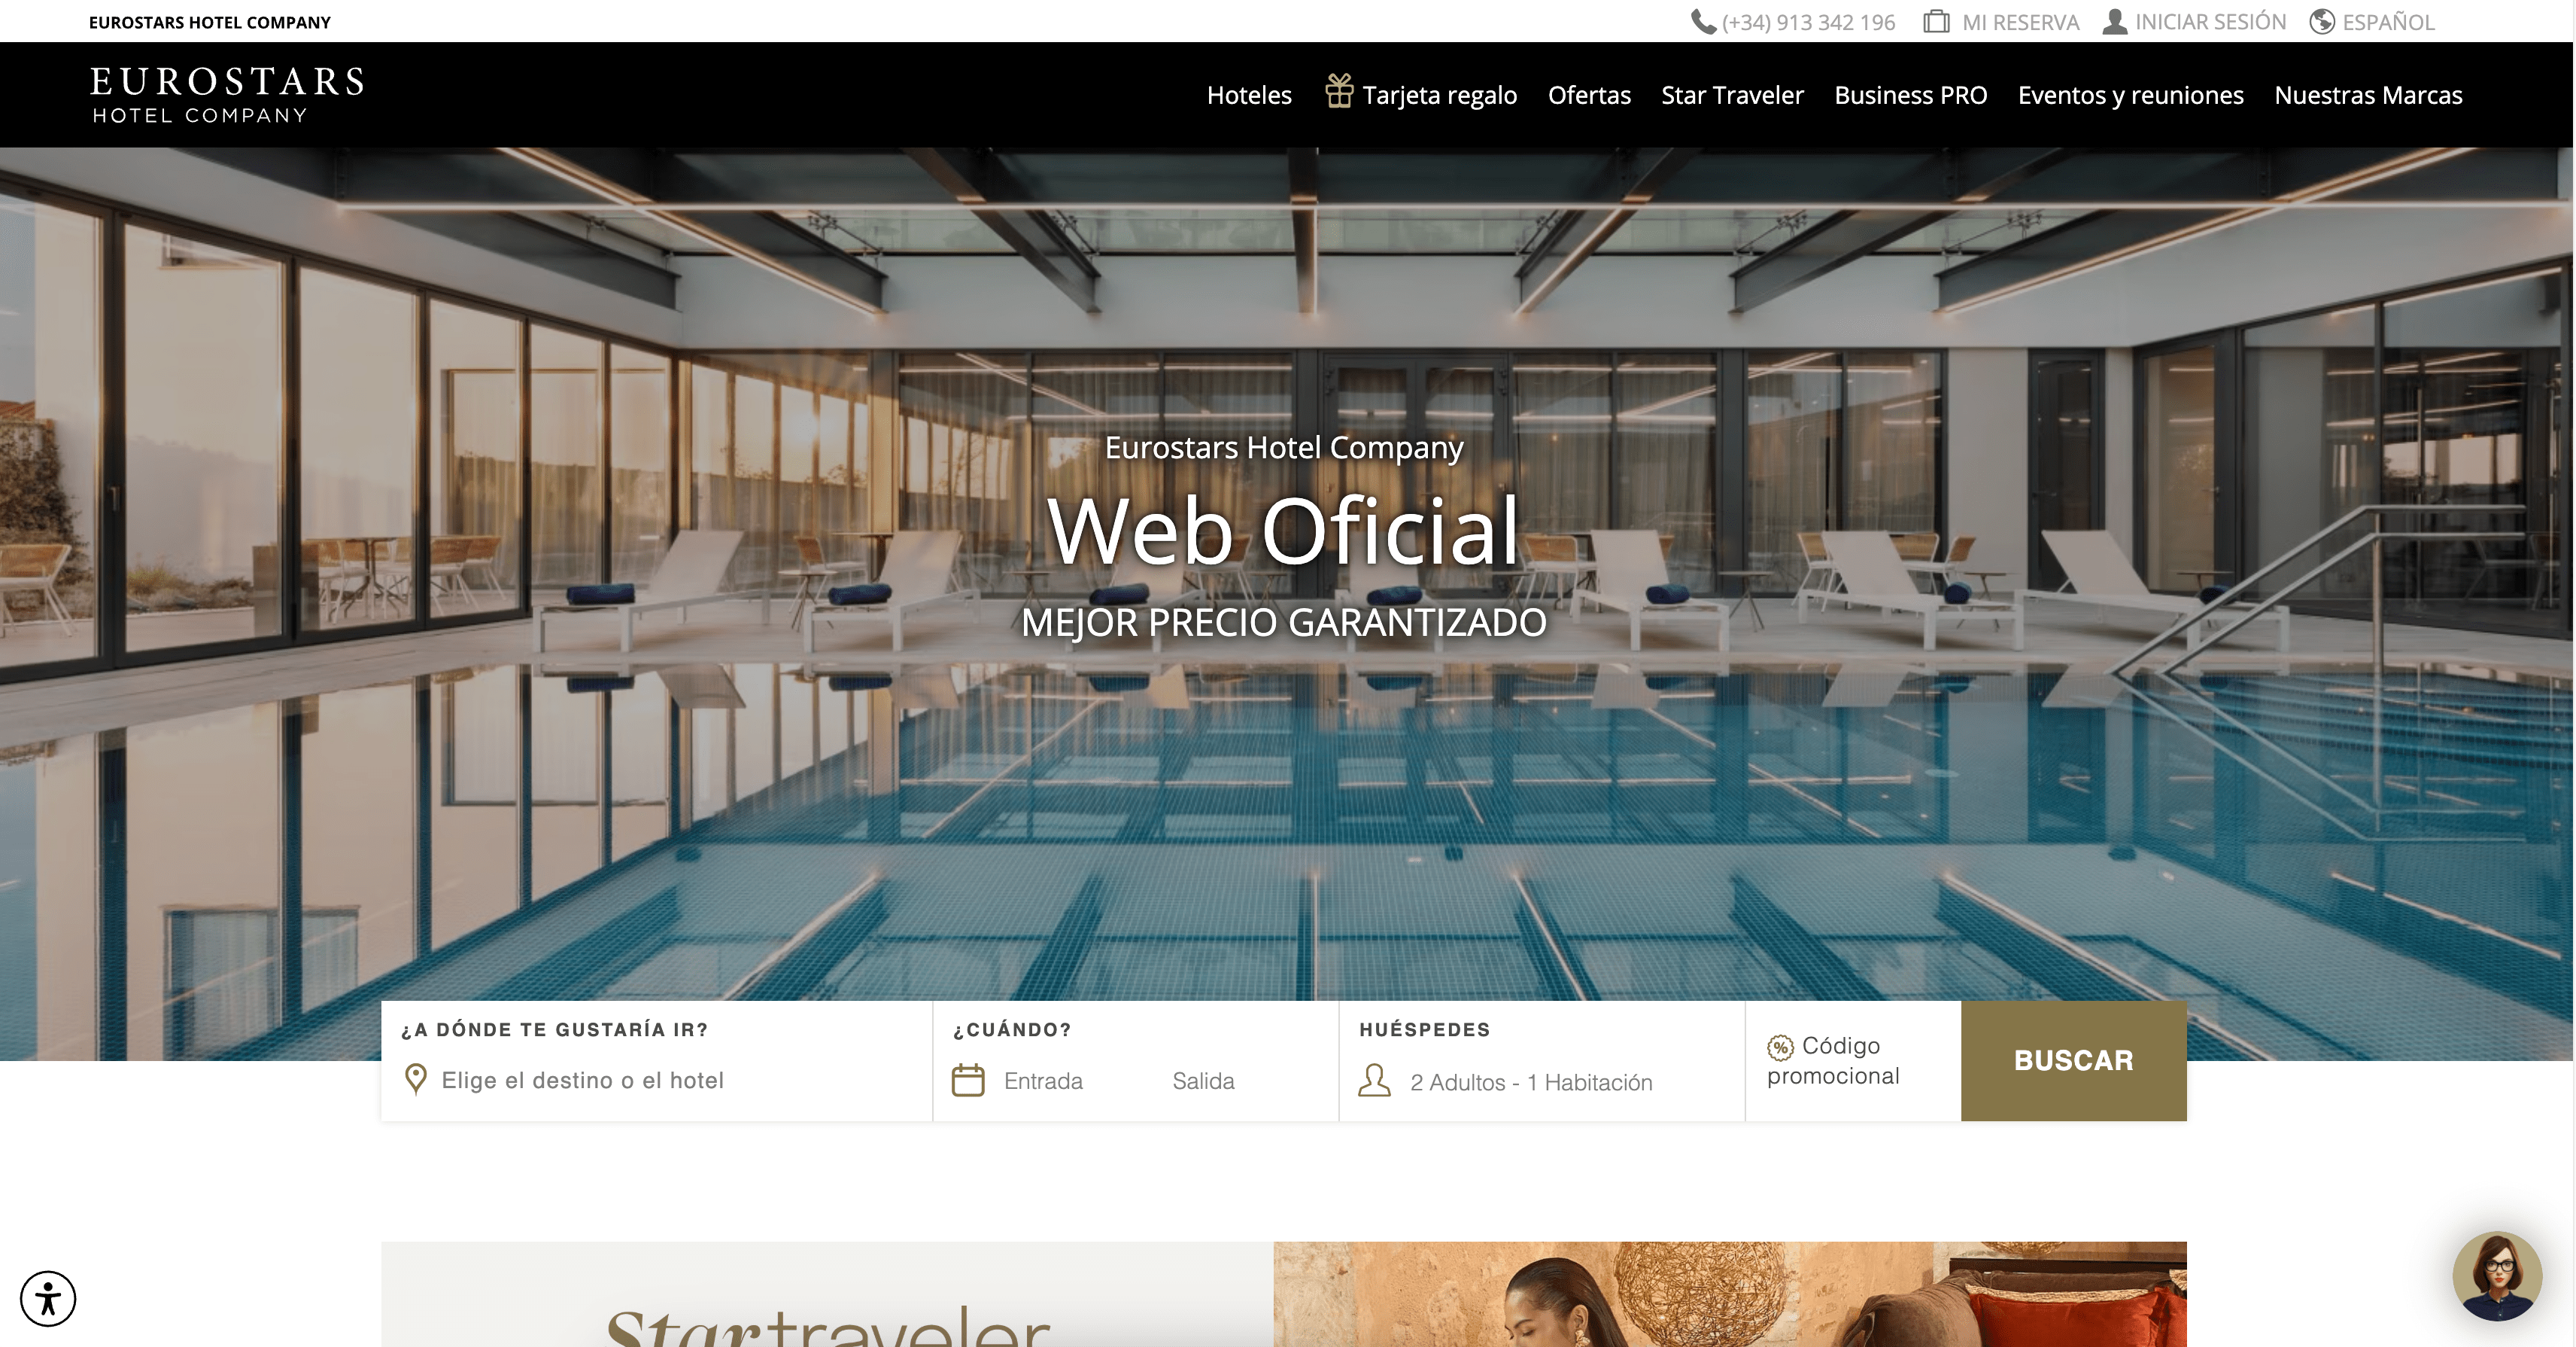 EUROSTARS HOTEL COMPANY
(+34) 913 342 196
MI RESERVA
INICIAR SESIÓN
ESPAÑOL
EUROSTARS
HOTEL COMPANY
Hoteles
Tarjeta regalo
Ofertas
Star Traveler
Business PRO
Eventos y reuniones
Nuestras Marcas
Eurostars Hotel Company
Web Oficial
MEJOR PRECIO GARANTIZADO
¿A DÓNDE TE GUSTARÍA IR?
Elige el destino o el hotel
¿CUÁNDO?
Entrada
Salida
HUÉSPEDES
2 Adultos - 1 Habitación
% Código
promocional
BUSCAR
Star traveler